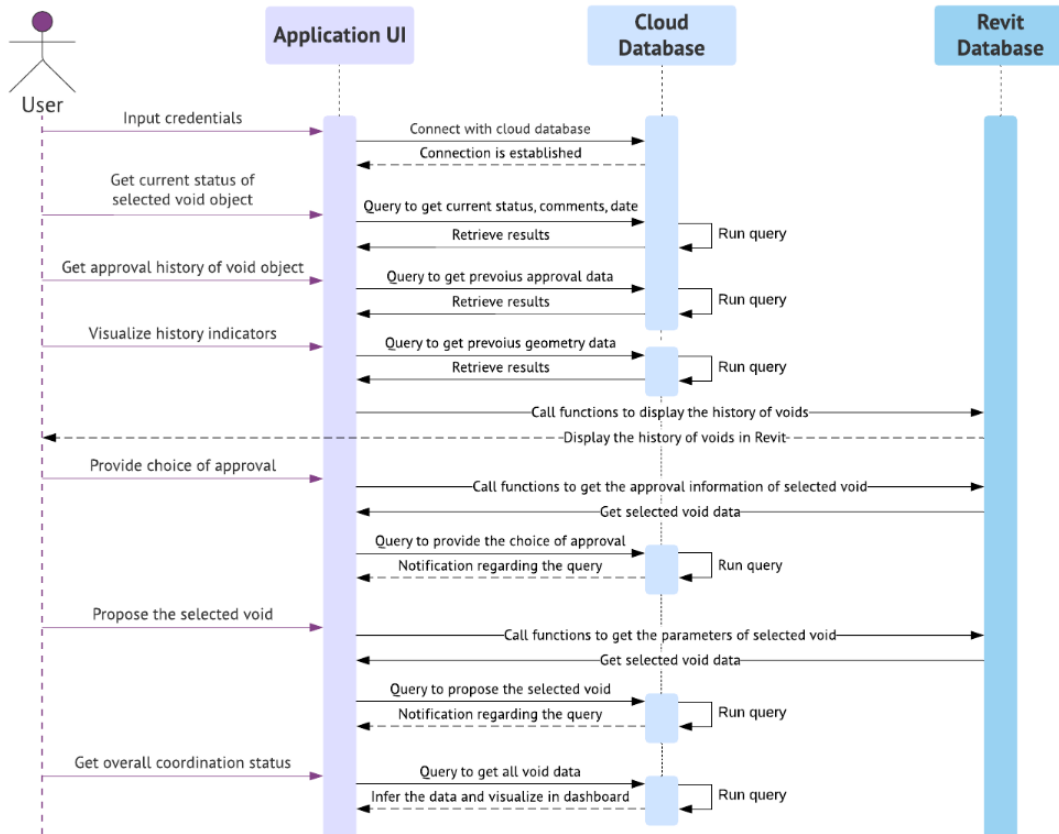 Application UI
Cloud
Database
Revit
Database
User
Input credentials
Connect with cloud database
Connection is established
Get current status of
selected void object
Query to get current status, comments, date
Run query
Retrieve results
Get approval history of void object
Query to get prevoius approval data
Run query
Retrieve results
Visualize history indicators
Query to get prevoius geometry data
Run query
Retrieve results
Call functions to display the history of voids
Display the history of voids in Revit
Provide choice of approval
Call functions to get the approval information of selected void
Get selected void data
Query to provide the choice of approval
Run query
Notification regarding the query
Propose the selected void
Call functions to get the parameters of selected void
Get selected void data
Query to propose the selected void
Run query
Notification regarding the query
Get overall coordination status
Query to get all void data
Run query
Infer the data and visualize in dashboard